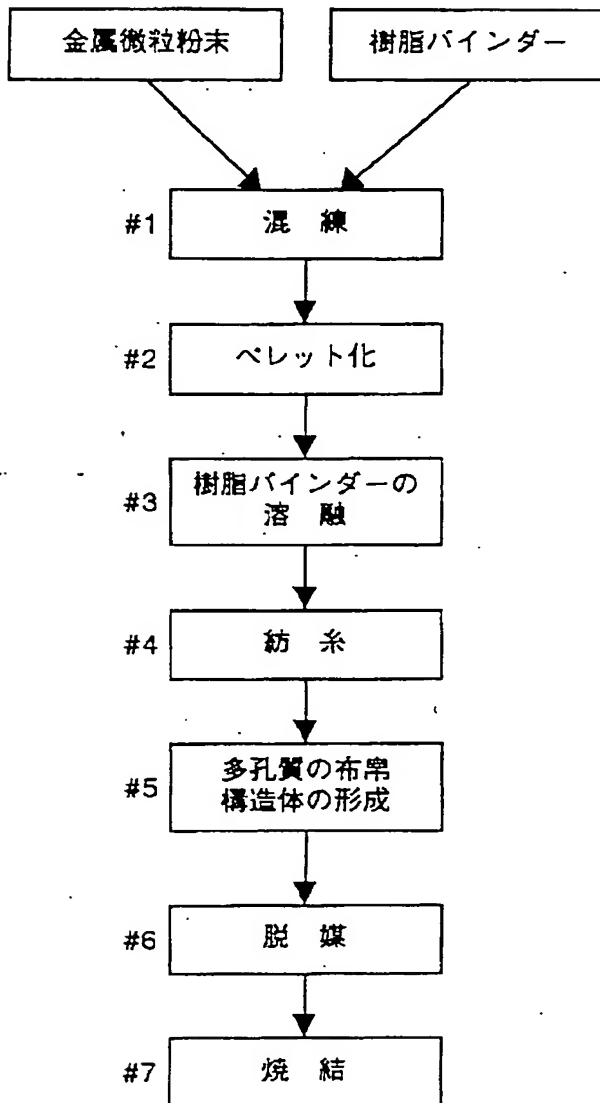 金属微粒粉末
樹脂バインダー
#1 混 練
#2 ペレット化
#3 樹脂バインダーの
溶 融
#4 紡 糸
#5 多孔質の布帛
構造体の形成
#6 脱 媒
#7 焼 結